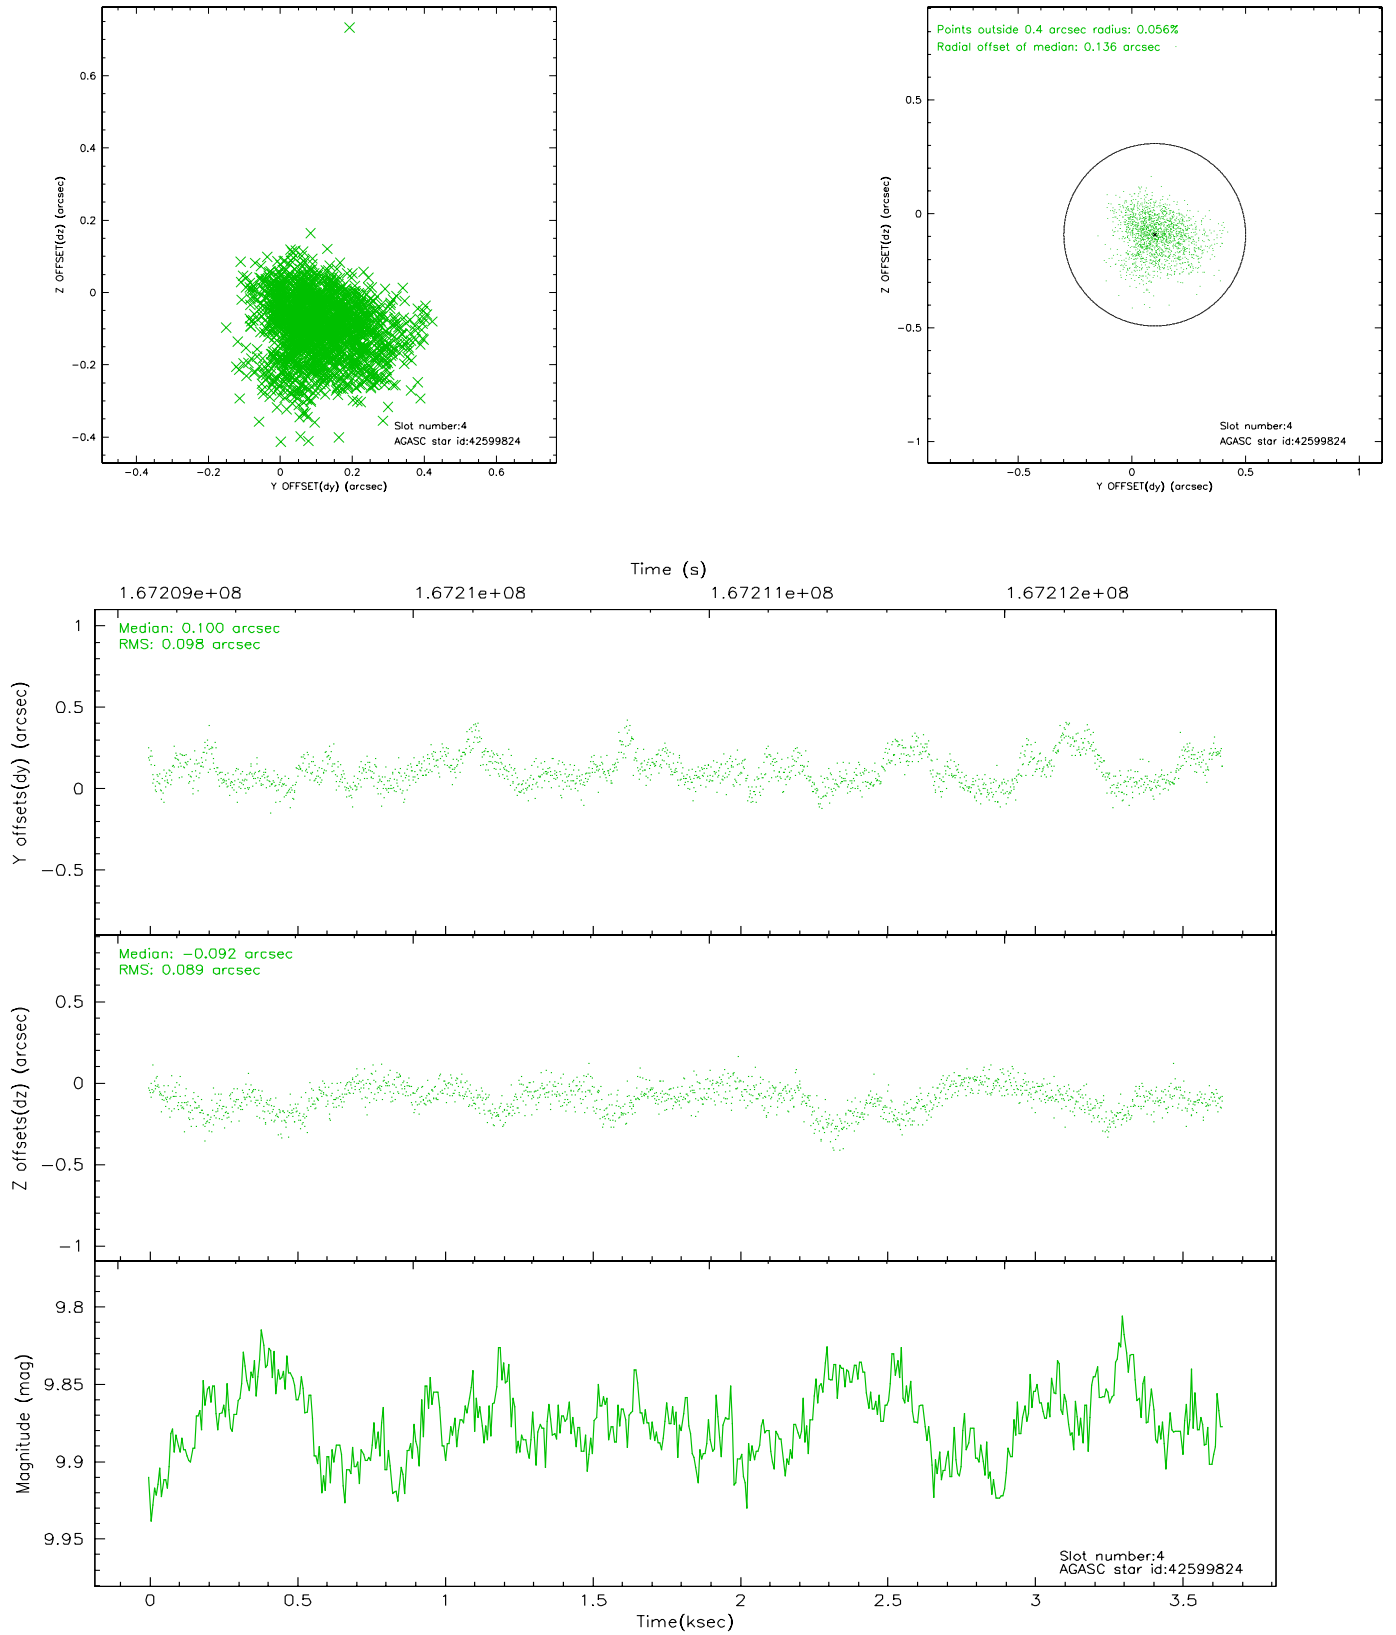 0.6
0.4
0.2
0
−0.2
−0.4
Z OFFSET(dz) (arcsec)
−0.4 −0.2 0 0.2 0.4 0.6
Y OFFSET(dy) (arcsec)
Slot number:4
AGASC star id:42599824
Points outside 0.4 arcsec radius: 0.056%
Radial offset of median: 0.136 arcsec
0.5
0
−0.5
−1
Z OFFSET(dz) (arcsec)
Slot number:4
AGASC star id:42599824
−0.5 0 0.5 1
Y OFFSET(dy) (arcsec)
Time (s)
1.67209e+08 1.6721e+08 1.67211e+08 1.67212e+08
Median: 0.100 arcsec
RMS: 0.098 arcsec
1
0.5
0
−0.5
Y offsets(dy) (arcsec)
Median: −0.092 arcsec
RMS: 0.089 arcsec
0.5
0
−0.5
−1
Z offsets(dz) (arcsec)
9.8
9.85
9.9
9.95
Magnitude (mag)
Slot number:4
AGASC star id:42599824
0 0.5 1 1.5 2 2.5 3 3.5
Time(ksec)